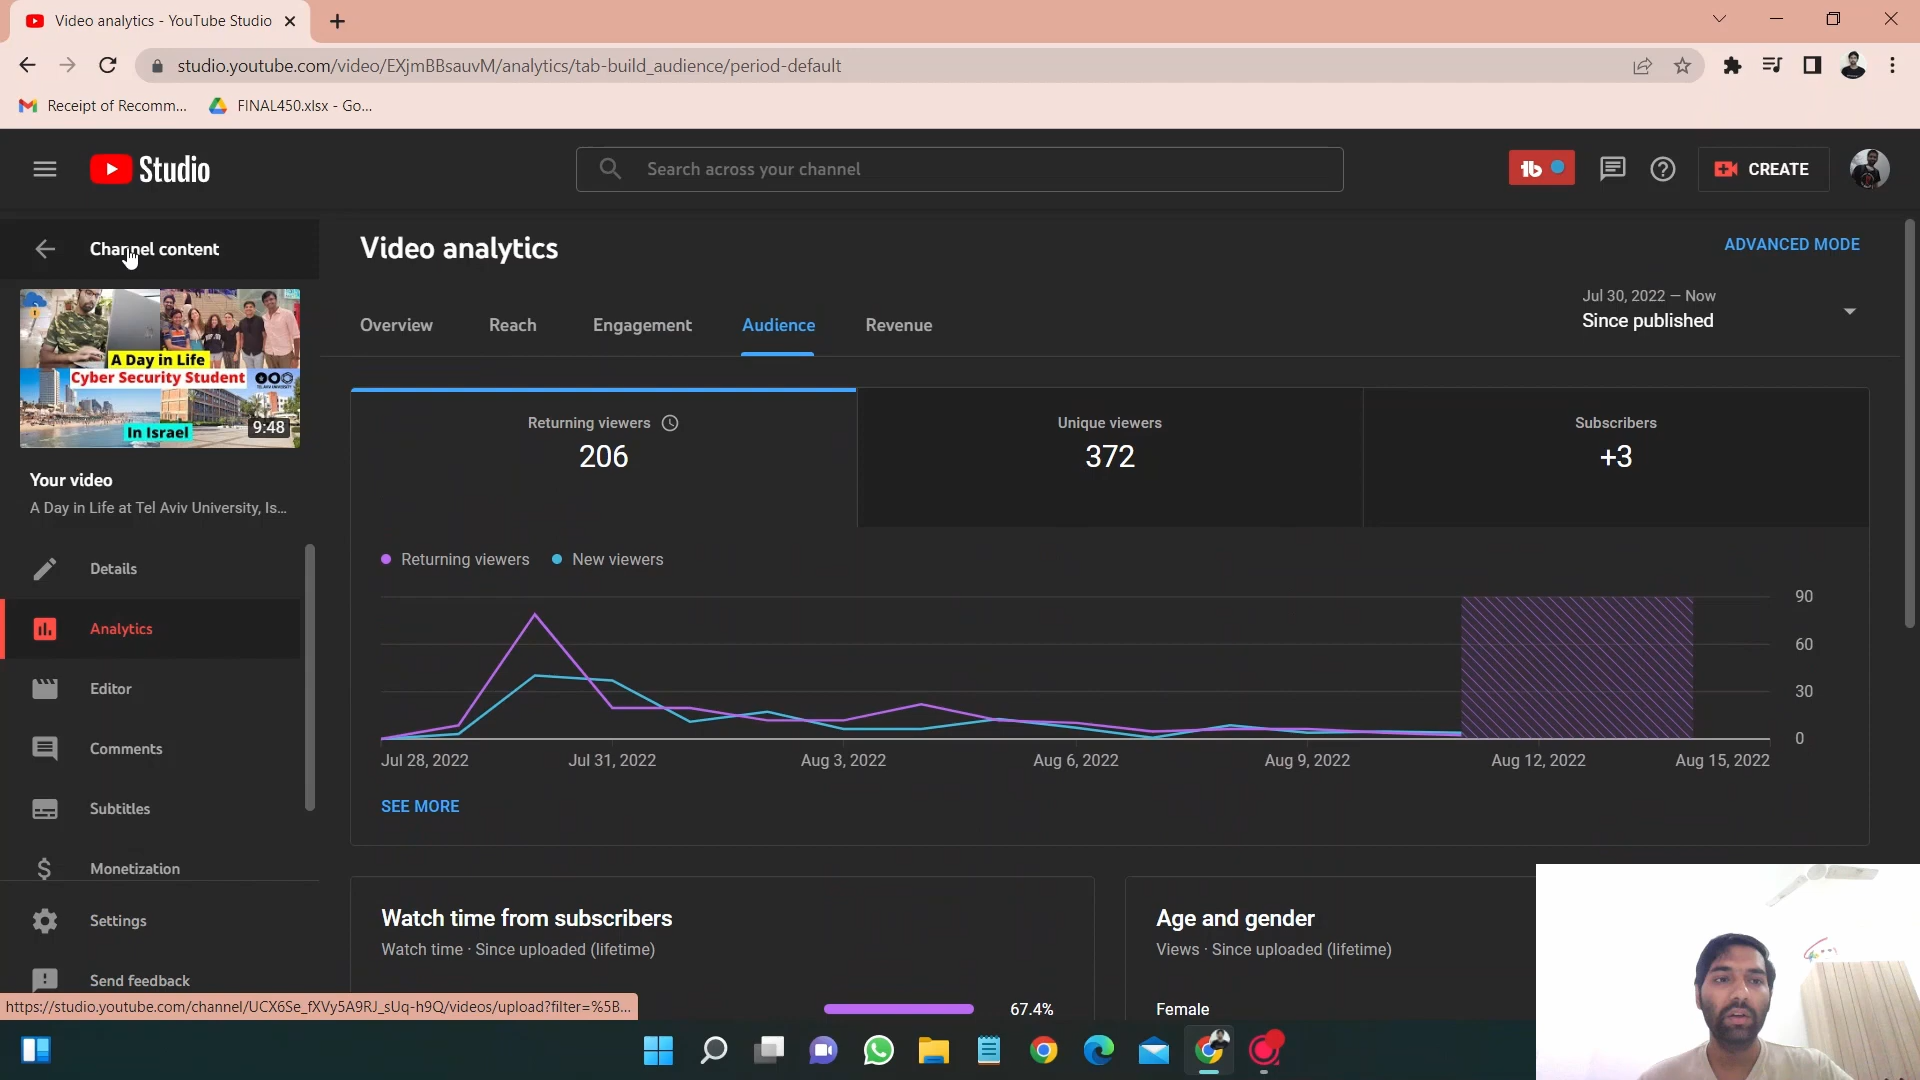 Video analytics - YouTube Studio
studio.youtube.com/video/EXjmBBsauvM/analytics/tab-build_audience/period-default
Receipt of Recomm...
FINAL450.xlsx - Go...
Studio
Search across your channel
tb
CREATE
Channel content
A Day in Life
Cyber Security Student
In Israel
9:48
Your video
A Day in Life at Tel Aviv University, Is...
Details
Analytics
Editor
Comments
Subtitles
Monetization
Settings
Send feedback
Video analytics
ADVANCED MODE
Overview
Reach
Engagement
Audience
Revenue
Jul 30, 2022 – Now
Since published
Returning viewers
206
Unique viewers
372
Subscribers
+3
Returning viewers
New viewers
90
60
30
0
Jul 28, 2022
Jul 31, 2022
Aug 3, 2022
Aug 6, 2022
Aug 9, 2022
Aug 12, 2022
Aug 15, 2022
SEE MORE
Watch time from subscribers
Watch time · Since uploaded (lifetime)
67.4%
Age and gender
Views · Since uploaded (lifetime)
Female
https://studio.youtube.com/channel/UCX6Se_fXVy5A9RJ_sUq-h9Q/videos/upload?filter=%5B...